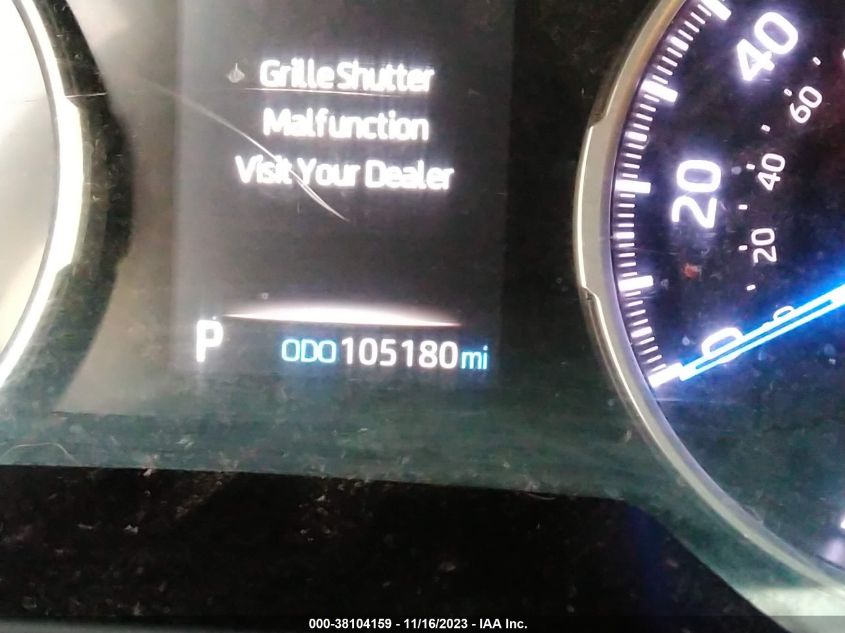 Grille Shutter
Malfunction
Visit Your Dealer
P
ODO 105180 mi
40
60
20
40
20
0
0
000-38104159 - 11/16/2023 - IAA Inc.